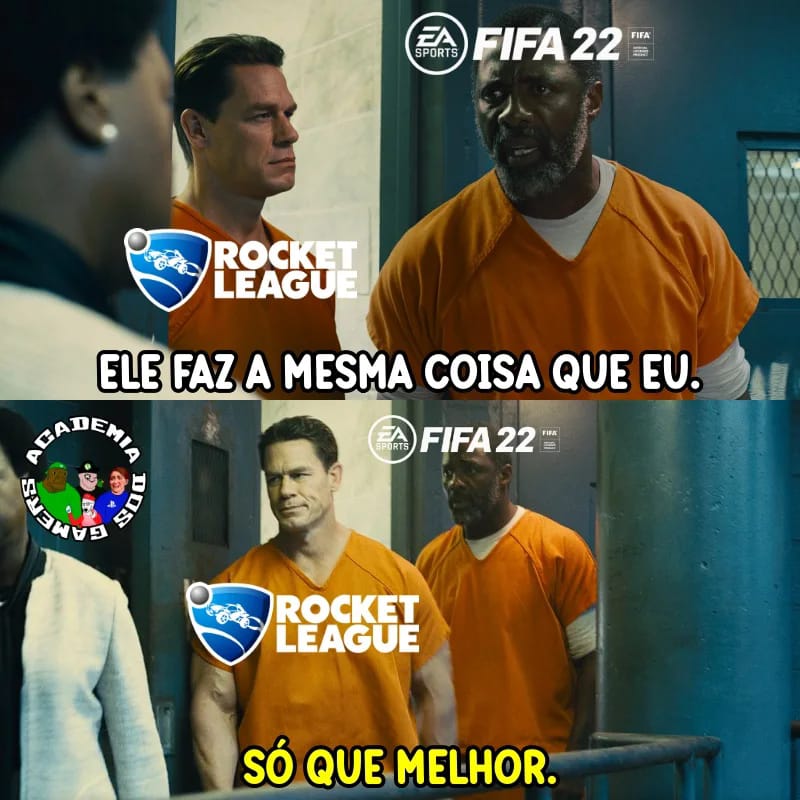 EA SPORTS FIFA 22 FIFA
ROCKET LEAGUE
ELE FAZ A MESMA COISA QUE EU.
ACADEMIA DOS GAMERS
EA SPORTS FIFA 22 FIFA
ROCKET LEAGUE
SÓ QUE MELHOR.